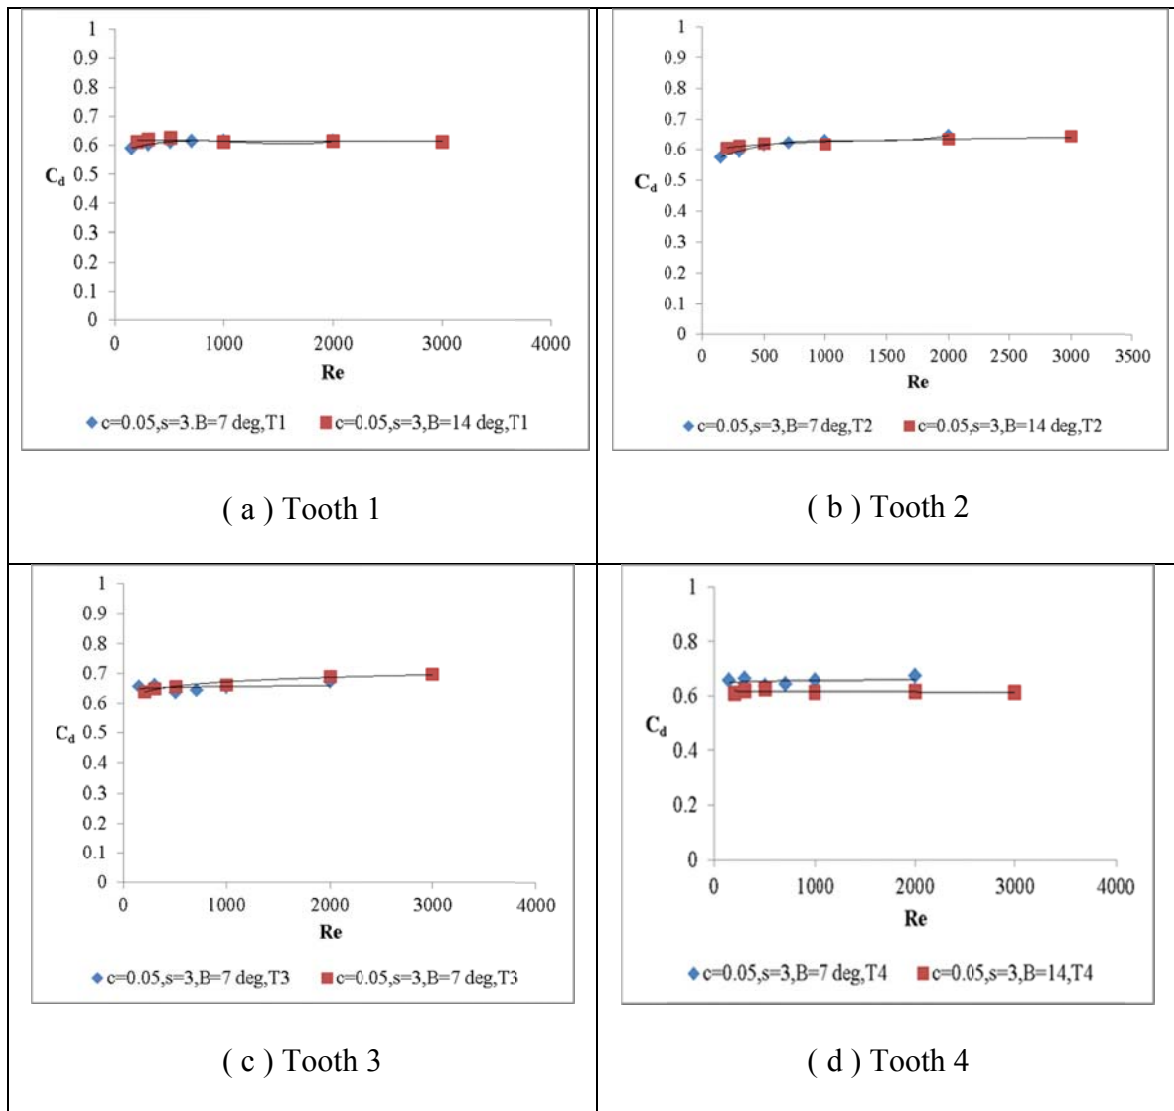 1
0.9
0.8
0.7
0.6
0.5
0.4
0.3
0.2
0.1
0
C_d
0 1000 2000 3000 4000
Re
c=0.05,s=3.B=7 deg,T1 c=0.05,s=3,B=14 deg,T1
( a ) Tooth 1
1
0.9
0.8
0.7
0.6
0.5
0.4
0.3
0.2
0.1
0
C_d
0 500 1000 1500 2000 2500 3000 3500
Re
c=0.05,s=3,B=7 deg,T2 c=0.05,s=3,B=14 deg,T2
( b ) Tooth 2
1
0.9
0.8
0.7
0.6
0.5
0.4
0.3
0.2
0.1
0
C_d
0 1000 2000 3000 4000
Re
c=0.05,s=3,B=7 deg,T3 c=0.05,s=3,B=7 deg,T3
( c ) Tooth 3
1
0.8
0.6
0.4
0.2
0
C_d
0 1000 2000 3000 4000
Re
c=0.05,s=3,B=7 deg,T4 c=0.05,s=3,B=14,T4
( d ) Tooth 4